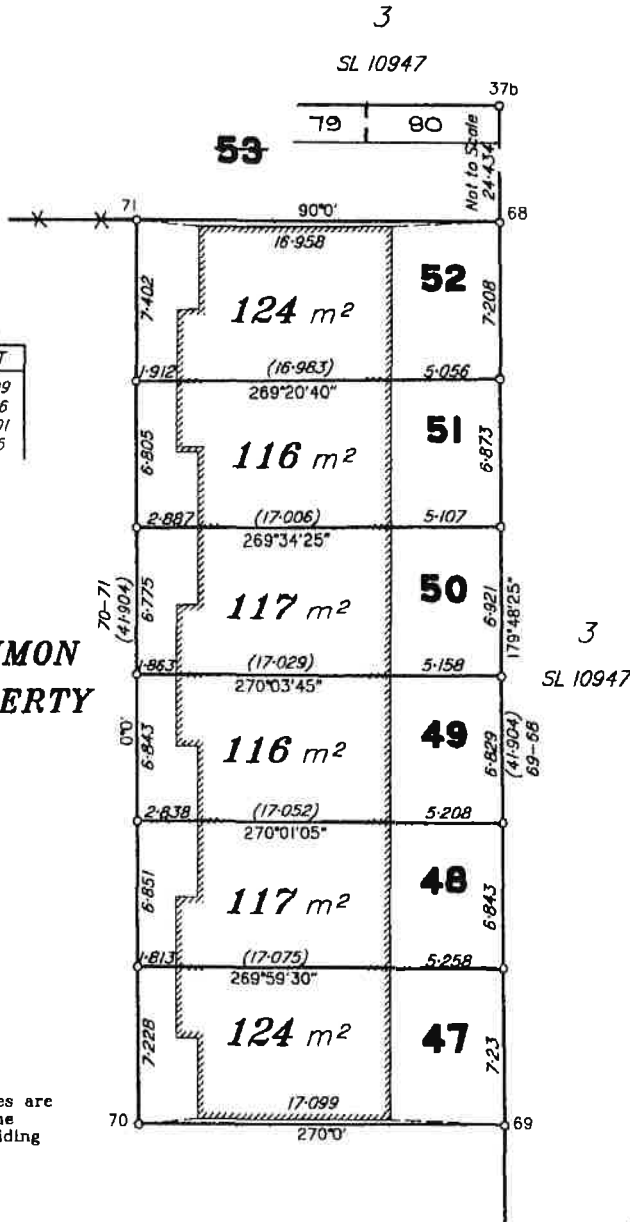 3
SL 10947
37b
79 80
53
Not to Scale
24·434
71 90°0' 68
16·958
7·402 124 m² 52 7·208
1·912 (16·983) 5·056
269°20'40"
T
6·805 116 m² 51 6·873
2·887 (17·006) 5·107
269°34'25"
70-71
(41·904)
6·775 117 m² 50 6·921
179°48'25"
3
SL 10947
MON
ERTY
1·863 (17·029) 5·158
270°03'45"
0°0'
6·843 116 m² 49 6·829
(41·904)
69-68
2·838 (17·052) 5·208
270°01'05"
6·851 117 m² 48 6·843
1·813 (17·075) 5·258
269°59'30"
7·228 124 m² 47 7·23
17·099
70 270°0' 69
es are
ne
iding